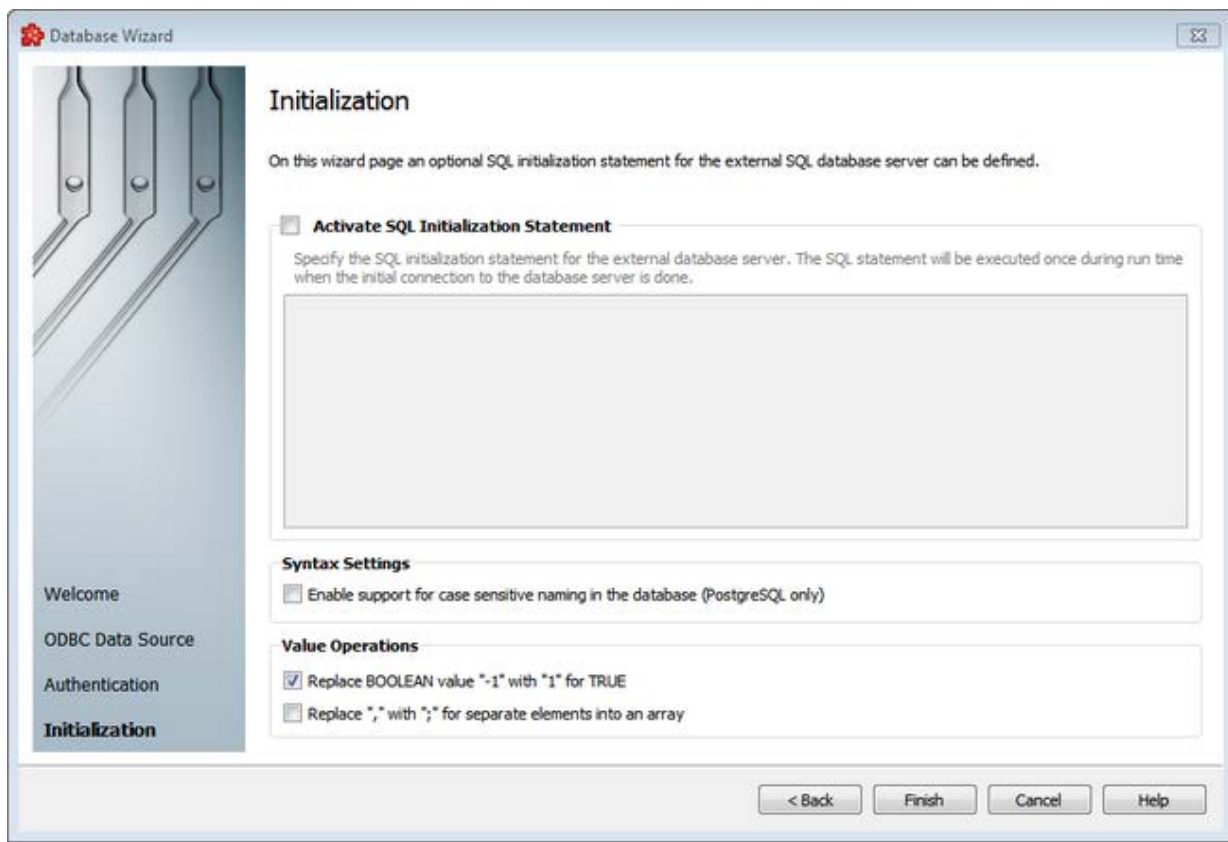 Database Wizard
Initialization
On this wizard page an optional SQL initialization statement for the external SQL database server can be defined.
Activate SQL Initialization Statement
Specify the SQL initialization statement for the external database server. The SQL statement will be executed once during run time
when the initial connection to the database server is done.
Syntax Settings
Enable support for case sensitive naming in the database (PostgreSQL only)
Value Operations
Replace BOOLEAN value "-1" with "1" for TRUE
Replace "," with ";" for separate elements into an array
Welcome
ODBC Data Source
Authentication
Initialization
< Back
Finish
Cancel
Help